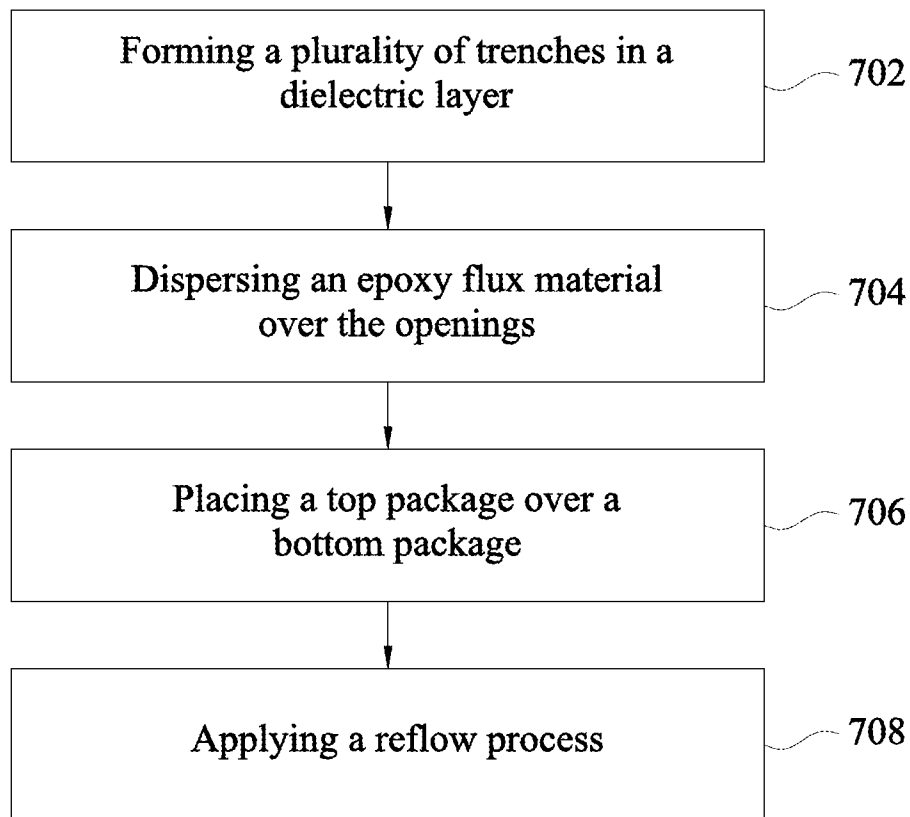 Forming a plurality of trenches in a
dielectric layer
702
Dispersing an epoxy flux material
over the openings
704
Placing a top package over a
bottom package
706
Applying a reflow process
708